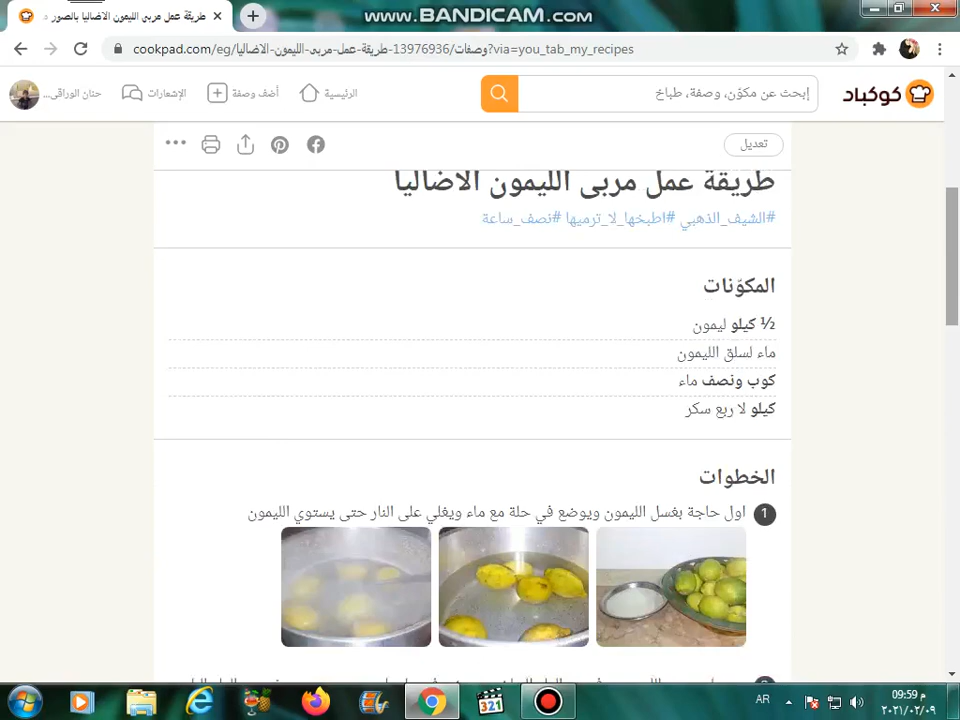 طريقة عمل مربى الليمون الاضاليا بالصور
WWW.BANDICAM.COM
cookpad.com/eg/وصفات/13976936-طريقة-عمل-مربى-الليمون-الاضاليا?via=you_tab_my_recipes
كوكباد
إبحث عن مكوّن، وصفة، طباخ
الرئيسية
أضف وصفة
الإشعارات
حنان الوراقى...
تعديل
طريقة عمل مربى الليمون الاضاليا
#الشيف_الذهبي #اطبخها_لا_ترميها #نصف_ساعة
المكوّنات
½ كيلو ليمون
ماء لسلق الليمون
كوب ونصف ماء
كيلو لا ربع سكر
الخطوات
1 اول حاجة بغسل الليمون ويوضع في حلة مع ماء ويغلي على النار حتى يستوي الليمون
321
AR
م 09:59
٢٠٢١/٠٢/٠٩